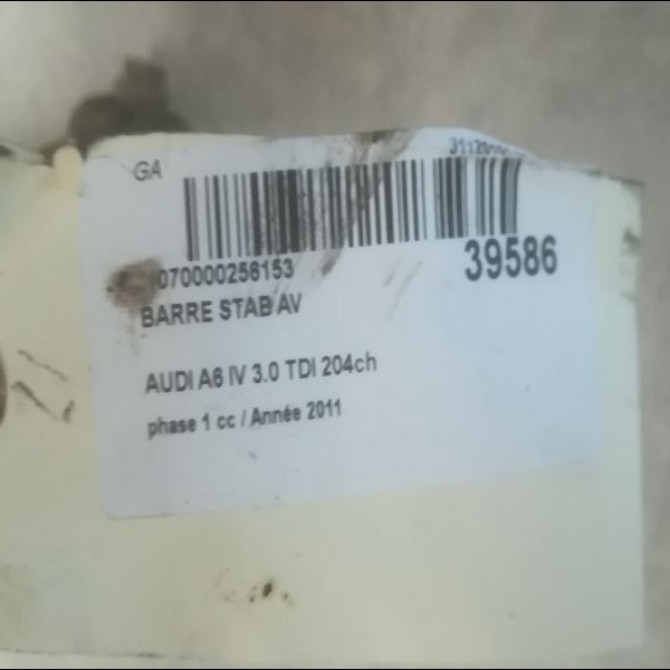 GA
070000256153
39586
BARRE STAB AV
AUDI A6 IV 3.0 TDI 204ch
phase 1 cc / Année 2011